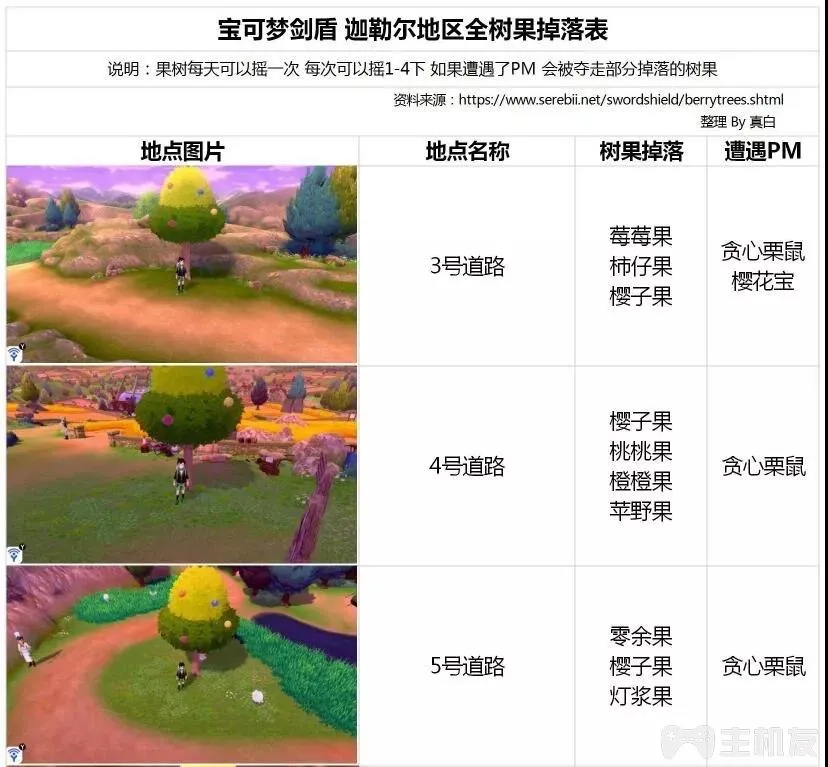 宝可梦剑盾 迦勒尔地区全树果掉落表
说明：果树每天可以摇一次 每次可以摇1-4下 如果遭遇了PM 会被夺走部分掉落的树果
资料来源：https://www.serebii.net/swordshield/berrytrees.shtml
整理 By 真白
地点图片 地点名称 树果掉落 遭遇PM
3号道路
莓莓果
柿仔果
樱子果
贪心栗鼠
樱花宝
4号道路
樱子果
桃桃果
橙橙果
苹野果
贪心栗鼠
5号道路
零余果
樱子果
灯浆果
贪心栗鼠
Y
Y
Y
主机友